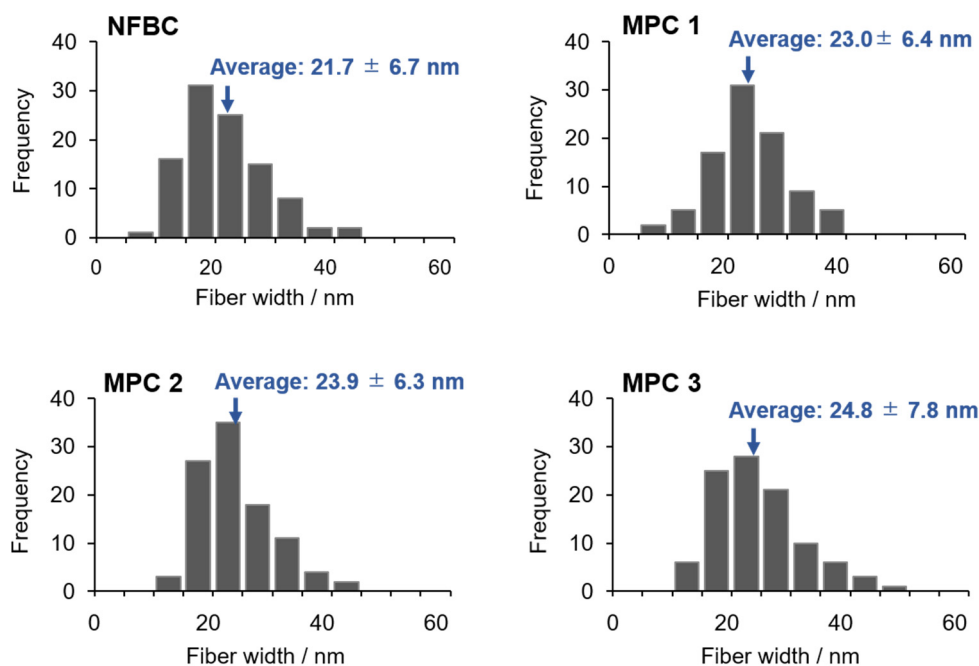 NFBC
Average: 21.7 ± 6.7 nm
Frequency
40
30
20
10
0
0 20 40 60
Fiber width / nm
MPC 1
Average: 23.0± 6.4 nm
Frequency
40
30
20
10
0
0 20 40 60
Fiber width / nm
MPC 2
Average: 23.9 ± 6.3 nm
Frequency
40
30
20
10
0
0 20 40 60
Fiber width / nm
MPC 3
Average: 24.8 ± 7.8 nm
Frequency
40
30
20
10
0
0 20 40 60
Fiber width / nm